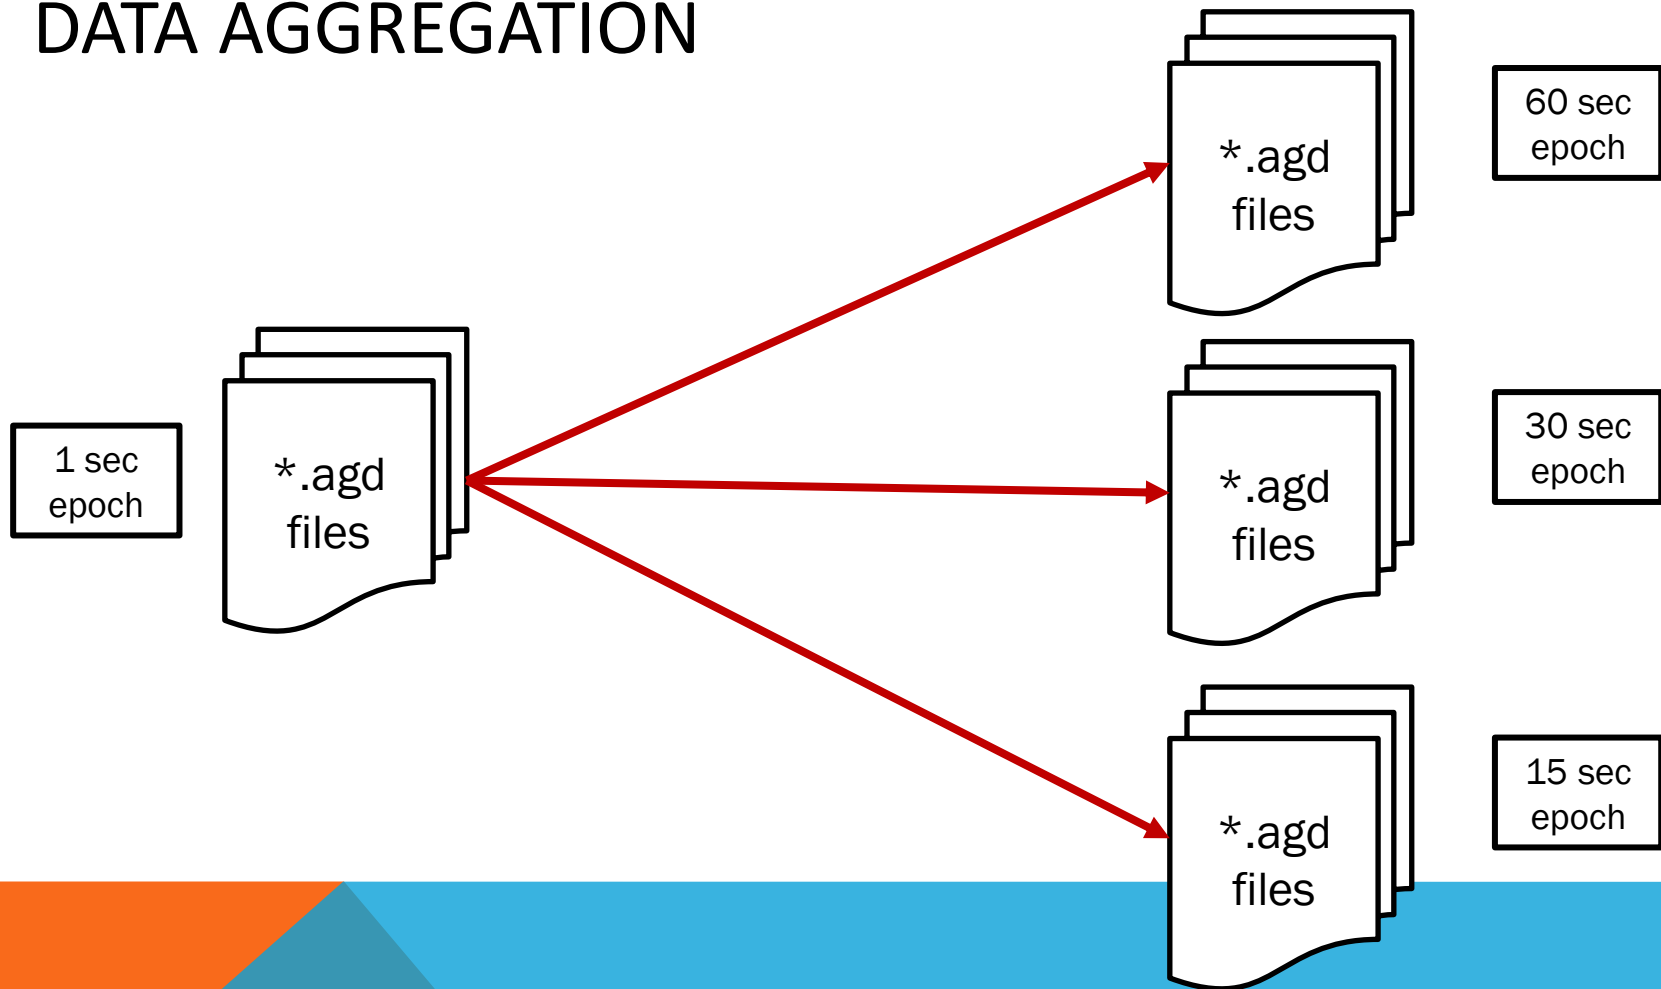 DATA AGGREGATION
1 sec
epoch
*.agd
files
*.agd
files
60 sec
epoch
*.agd
files
30 sec
epoch
*.agd
files
15 sec
epoch